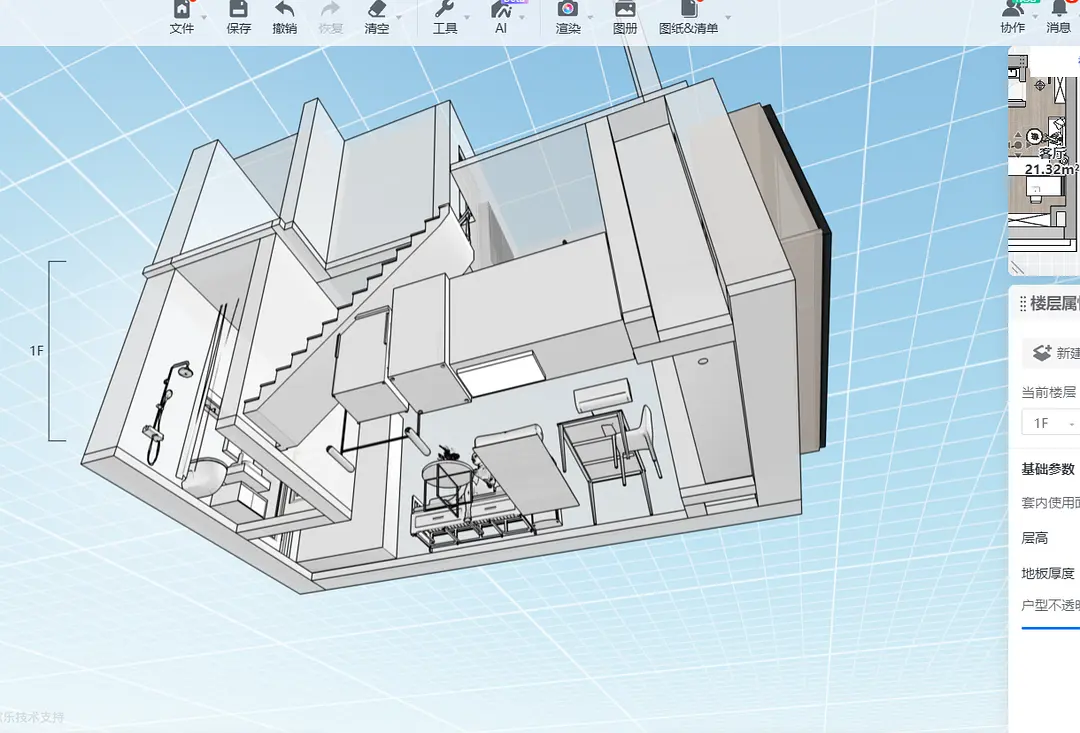 文件
保存
撤销
恢复
清空
工具
AI
渲染
图册
图纸&清单
协作
消息
客厅
21.32m²
1F
楼层属
新建
当前楼层
1F
基础参数
套内使用面
层高
地板厚度
户型不透明
乐技术支持